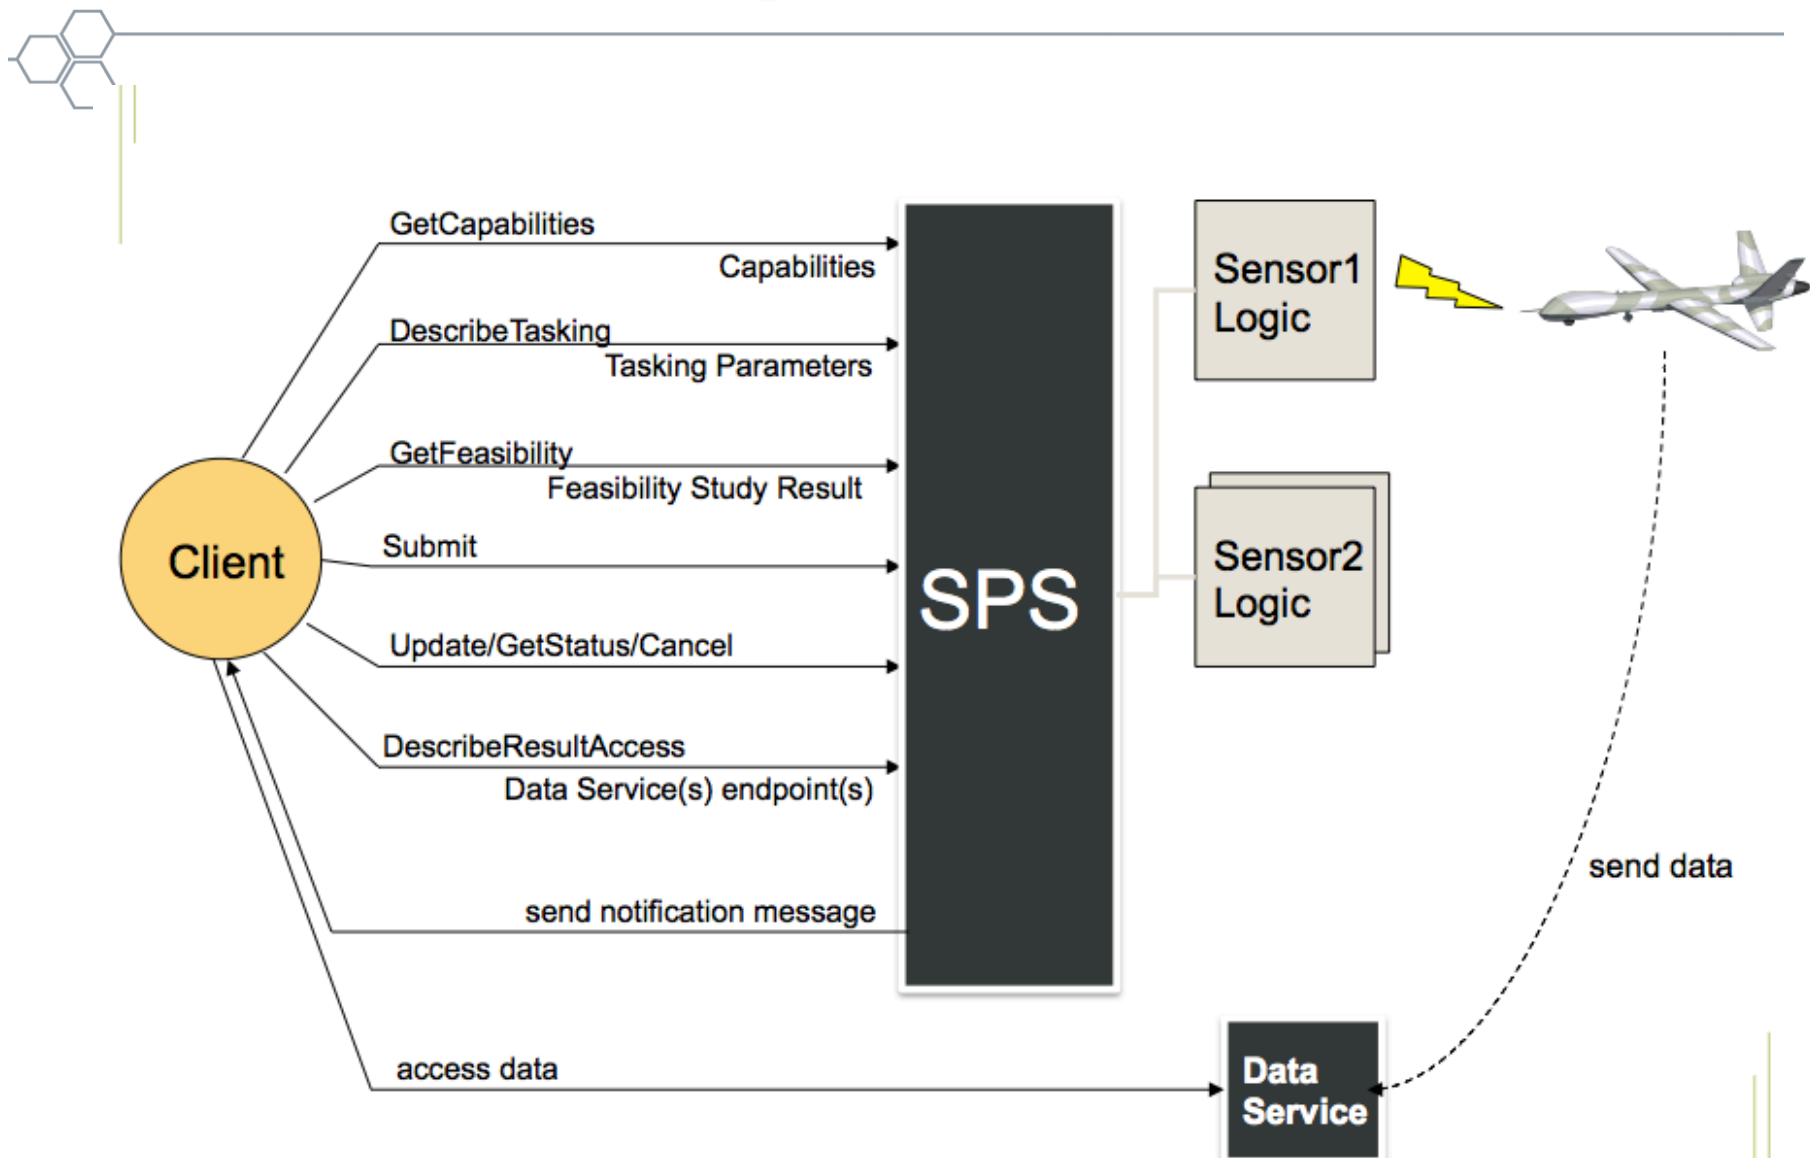 GetCapabilities
Capabilities
DescribeTasking
Tasking Parameters
GetFeasibility
Feasibility Study Result
Submit
Update/GetStatus/Cancel
DescribeResultAccess
Data Service(s) endpoint(s)
send notification message
access data
Client
SPS
Sensor1
Logic
Sensor2
Logic
send data
Data
Service